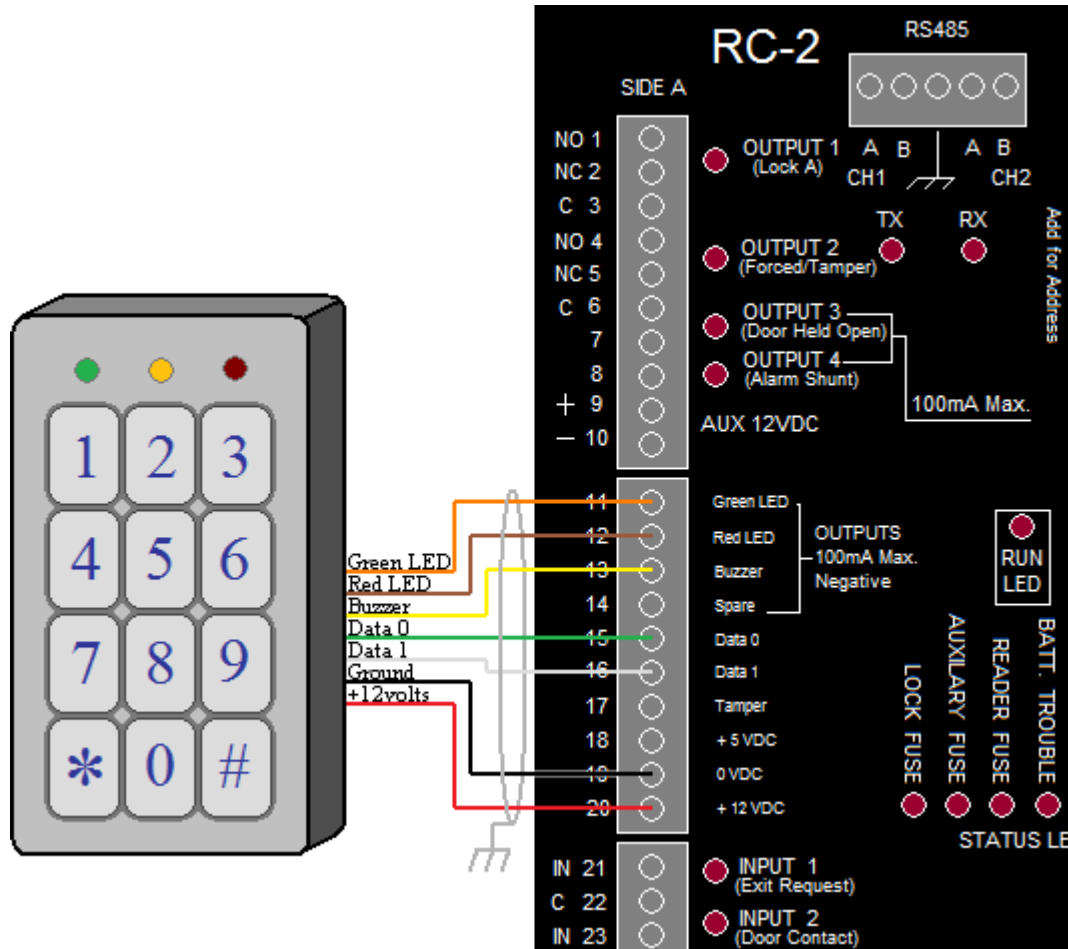 RC-2
RS485
SIDE A
NO 1
NC 2
C 3
NO 4
NC 5
C 6
7
8
+ 9
− 10
OUTPUT 1
(Lock A)
OUTPUT 2
(Forced/Tamper)
OUTPUT 3
(Door Held Open)
OUTPUT 4
(Alarm Shunt)
100mA Max.
AUX 12VDC
A B A B
CH1 CH2
TX RX
Add for Address
1 2 3
4 5 6
7 8 9
* 0 #
Green LED
Red LED
Buzzer
Data 0
Data 1
Ground
+12volts
11 Green LED
12 Red LED
13 Buzzer
14 Spare
15 Data 0
16 Data 1
17 Tamper
18 + 5 VDC
19 0 VDC
20 + 12 VDC
OUTPUTS
100mA Max.
Negative
RUN
LED
LOCK FUSE
AUXILARY FUSE
READER FUSE
BATT. TROUBLE
STATUS LE
IN 21
C 22
IN 23
INPUT 1
(Exit Request)
INPUT 2
(Door Contact)